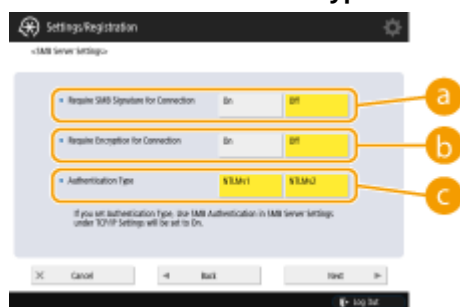 Settings/Registration
<SMB Server Settings>
Require SMB Signature for Connection On Off
a
Require Encryption for Connection On Off
b
Authentication Type NTLMv1 NTLMv2
c
If you set Authentication Type, Use SMB Authentication in SMB Server Settings
under TCP/IP Settings will be set to On.
Cancel Back Next
Log Out